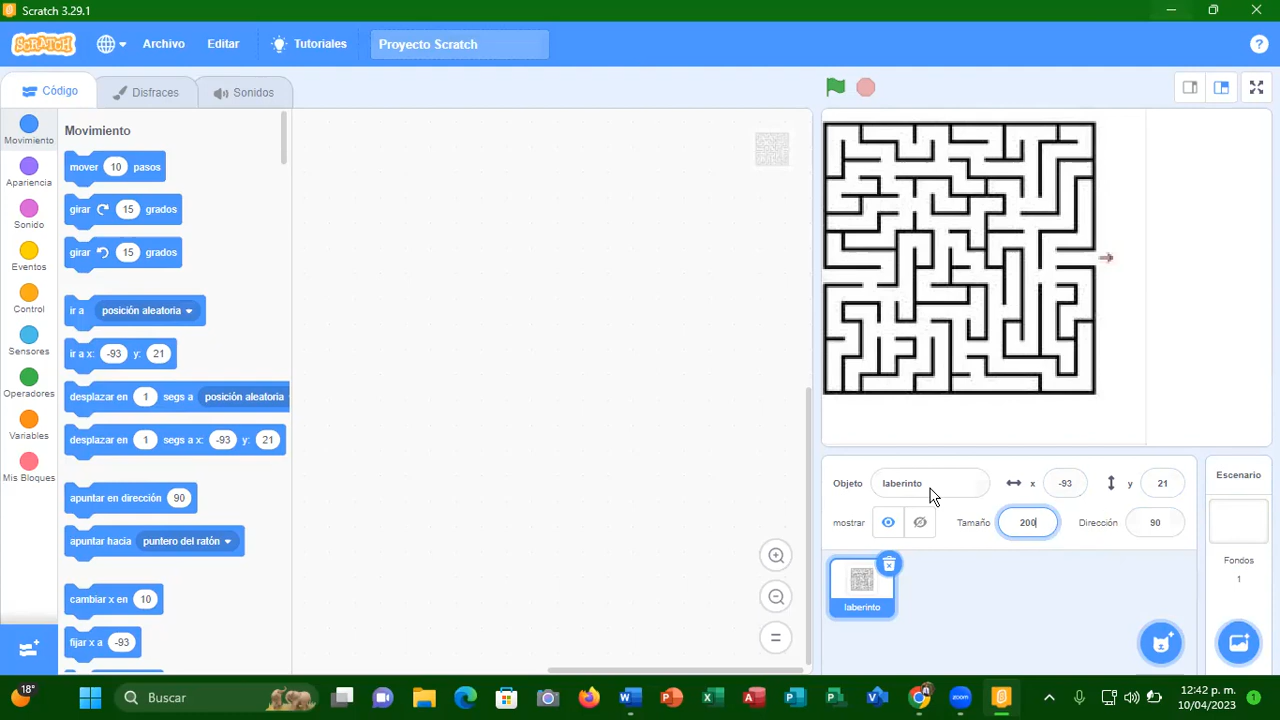 Scratch 3.29.1
SCRATCH Archivo Editar Tutoriales Proyecto Scratch ?
Código Disfraces Sonidos
Movimiento
Apariencia
Sonido
Eventos
Control
Sensores
Operadores
Variables
Mis Bloques
Movimiento
mover 10 pasos
girar 15 grados
girar 15 grados
ir a posición aleatoria
ir a x: -93 y: 21
desplazar en 1 segs a posición aleatoria
desplazar en 1 segs a x: -93 y: 21
apuntar en dirección 90
apuntar hacia puntero del ratón
cambiar x en 10
fijar x a -93
Objeto laberinto x -93 y 21
mostrar Tamaño 200 Dirección 90
laberinto
Escenario
Fondos
1
18°
Buscar
12:42 p. m.
10/04/2023
1